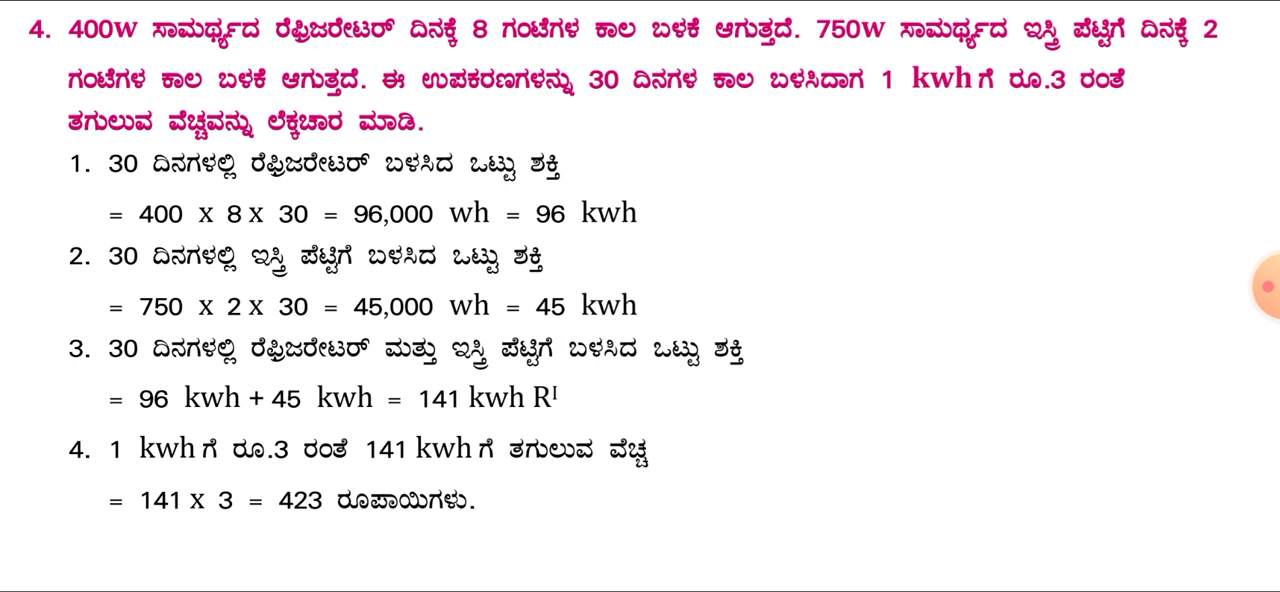 4. 400W ಸಾಮರ್ಥ್ಯದ ರೆಫ್ರಿಜರೇಟರ್ ದಿನಕ್ಕೆ 8 ಗಂಟೆಗಳ ಕಾಲ ಬಳಕೆ ಆಗುತ್ತದೆ. 750W ಸಾಮರ್ಥ್ಯದ ಇಸ್ತ್ರಿ ಪೆಟ್ಟಿಗೆ ದಿನಕ್ಕೆ 2
ಗಂಟೆಗಳ ಕಾಲ ಬಳಕೆ ಆಗುತ್ತದೆ. ಈ ಉಪಕರಣಗಳನ್ನು 30 ದಿನಗಳ ಕಾಲ ಬಳಸಿದಾಗ 1 kwh ಗೆ ರೂ.3 ರಂತೆ
ತಗುಲುವ ವೆಚ್ಚವನ್ನು ಲೆಕ್ಕಚಾರ ಮಾಡಿ.
1. 30 ದಿನಗಳಲ್ಲಿ ರೆಫ್ರಿಜರೇಟರ್ ಬಳಸಿದ ಒಟ್ಟು ಶಕ್ತಿ
= 400 x 8 x 30 = 96,000 wh = 96 kwh
2. 30 ದಿನಗಳಲ್ಲಿ ಇಸ್ತ್ರಿ ಪೆಟ್ಟಿಗೆ ಬಳಸಿದ ಒಟ್ಟು ಶಕ್ತಿ
= 750 x 2 x 30 = 45,000 wh = 45 kwh
3. 30 ದಿನಗಳಲ್ಲಿ ರೆಫ್ರಿಜರೇಟರ್ ಮತ್ತು ಇಸ್ತ್ರಿ ಪೆಟ್ಟಿಗೆ ಬಳಸಿದ ಒಟ್ಟು ಶಕ್ತಿ
= 96 kwh + 45 kwh = 141 kwh Rᴵ
4. 1 kwh ಗೆ ರೂ.3 ರಂತೆ 141 kwh ಗೆ ತಗುಲುವ ವೆಚ್ಚ
= 141 x 3 = 423 ರೂಪಾಯಿಗಳು.